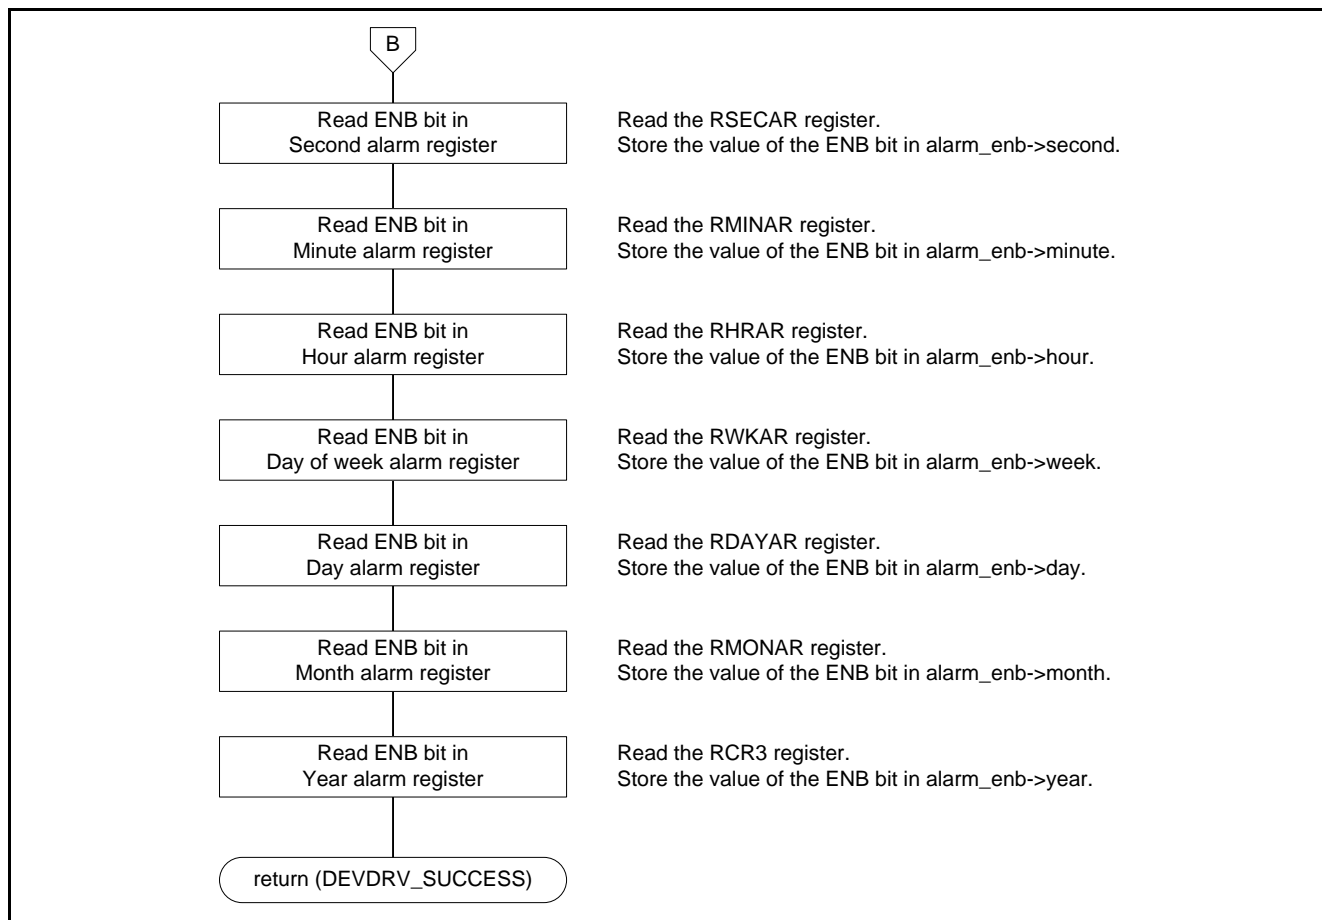 B
Read ENB bit in
Second alarm register
Read the RSECAR register.
Store the value of the ENB bit in alarm_enb->second.
Read ENB bit in
Minute alarm register
Read the RMINAR register.
Store the value of the ENB bit in alarm_enb->minute.
Read ENB bit in
Hour alarm register
Read the RHRAR register.
Store the value of the ENB bit in alarm_enb->hour.
Read ENB bit in
Day of week alarm register
Read the RWKAR register.
Store the value of the ENB bit in alarm_enb->week.
Read ENB bit in
Day alarm register
Read the RDAYAR register.
Store the value of the ENB bit in alarm_enb->day.
Read ENB bit in
Month alarm register
Read the RMONAR register.
Store the value of the ENB bit in alarm_enb->month.
Read ENB bit in
Year alarm register
Read the RCR3 register.
Store the value of the ENB bit in alarm_enb->year.
return (DEVDRV_SUCCESS)